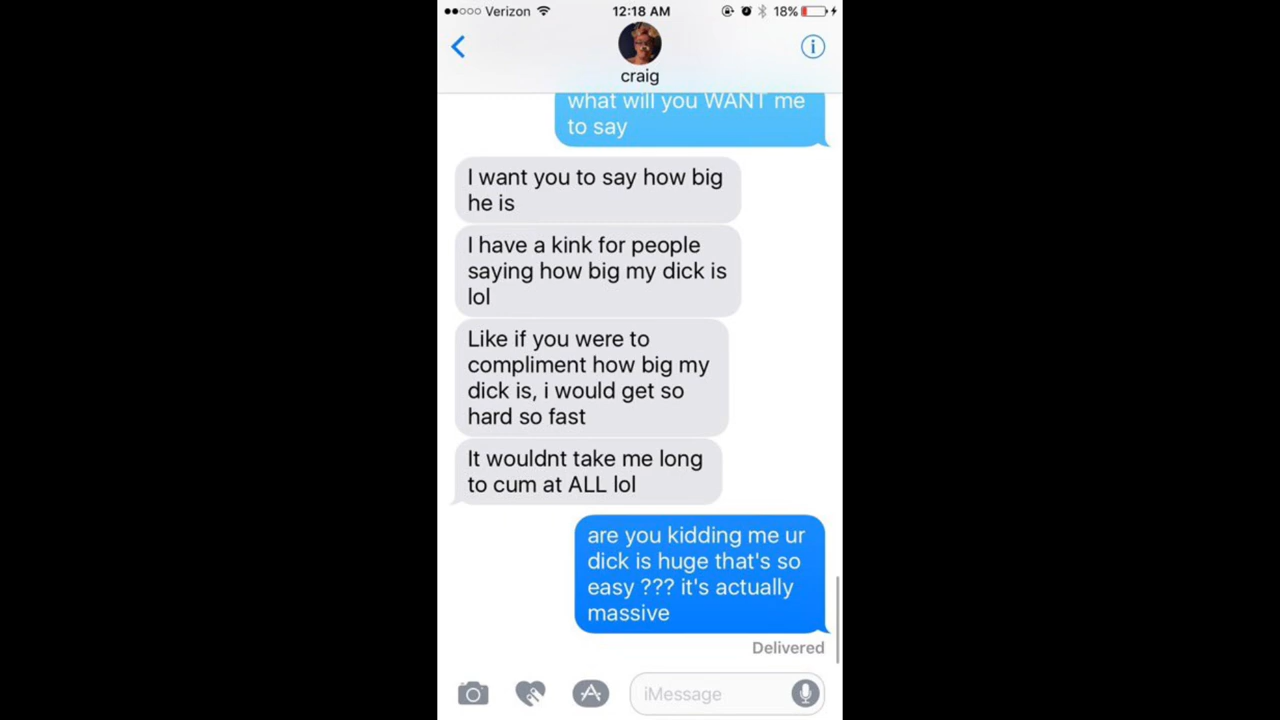 Verizon 12:18 AM 18%
craig
what will you WANT me
to say
I want you to say how big
he is
I have a kink for people
saying how big my dick is
lol
Like if you were to
compliment how big my
dick is, i would get so
hard so fast
It wouldnt take me long
to cum at ALL lol
are you kidding me ur
dick is huge that's so
easy ??? it's actually
massive
Delivered
iMessage